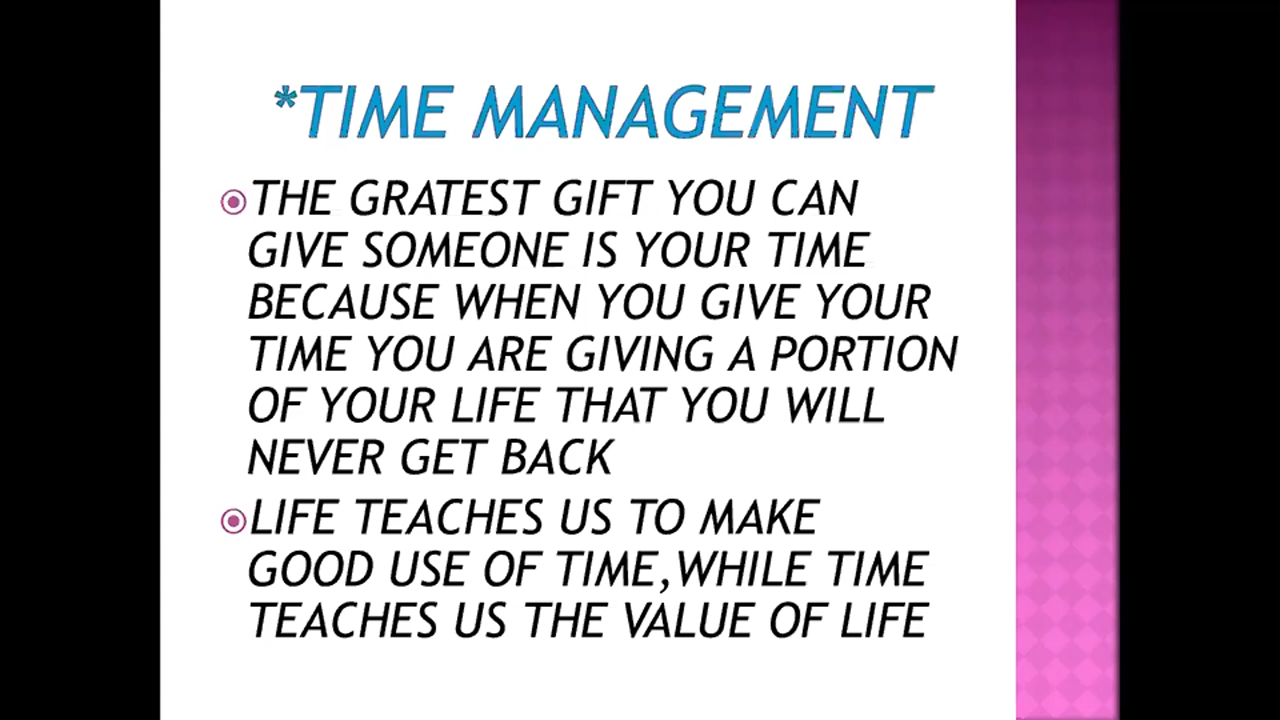 *TIME MANAGEMENT
THE GRATEST GIFT YOU CAN
GIVE SOMEONE IS YOUR TIME
BECAUSE WHEN YOU GIVE YOUR
TIME YOU ARE GIVING A PORTION
OF YOUR LIFE THAT YOU WILL
NEVER GET BACK
LIFE TEACHES US TO MAKE
GOOD USE OF TIME,WHILE TIME
TEACHES US THE VALUE OF LIFE